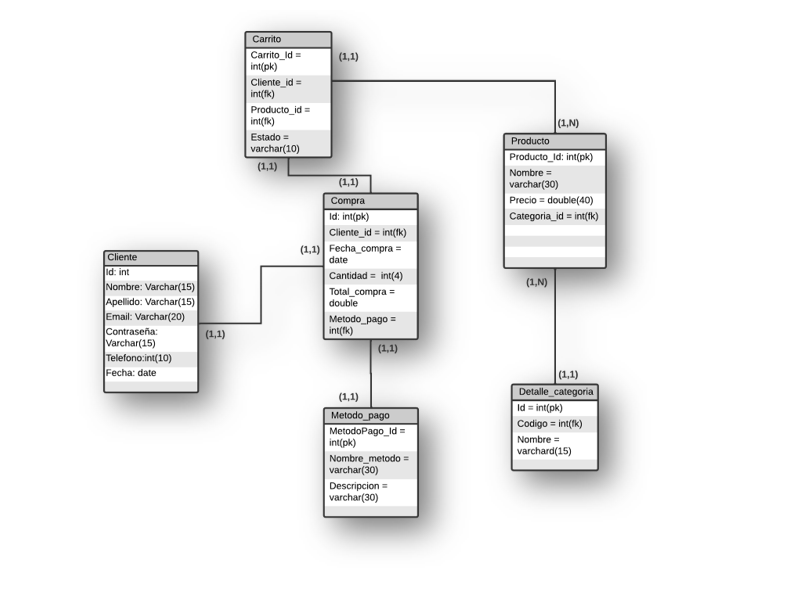 Carrito
Carrito_Id =
int(pk)
Cliente_id =
int(fk)
Producto_id =
int(fk)
Estado =
varchar(10)
(1,1)
(1,N)
(1,1)
(1,1)
Producto
Producto_Id: int(pk)
Nombre =
varchar(30)
Precio = double(40)
Categoria_id = int(fk)
(1,N)
Compra
Id: int(pk)
Cliente_id = int(fk)
Fecha_compra =
date
Cantidad = int(4)
Total_compra =
double
Metodo_pago =
int(fk)
(1,1)
(1,1)
Cliente
Id: int
Nombre: Varchar(15)
Apellido: Varchar(15)
Email: Varchar(20)
Contraseña:
Varchar(15)
Telefono:int(10)
Fecha: date
(1,1)
(1,1)
Metodo_pago
MetodoPago_Id =
int(pk)
Nombre_metodo =
varchar(30)
Descripcion =
varchar(30)
(1,1)
Detalle_categoria
Id = int(pk)
Codigo = int(fk)
Nombre =
varchard(15)